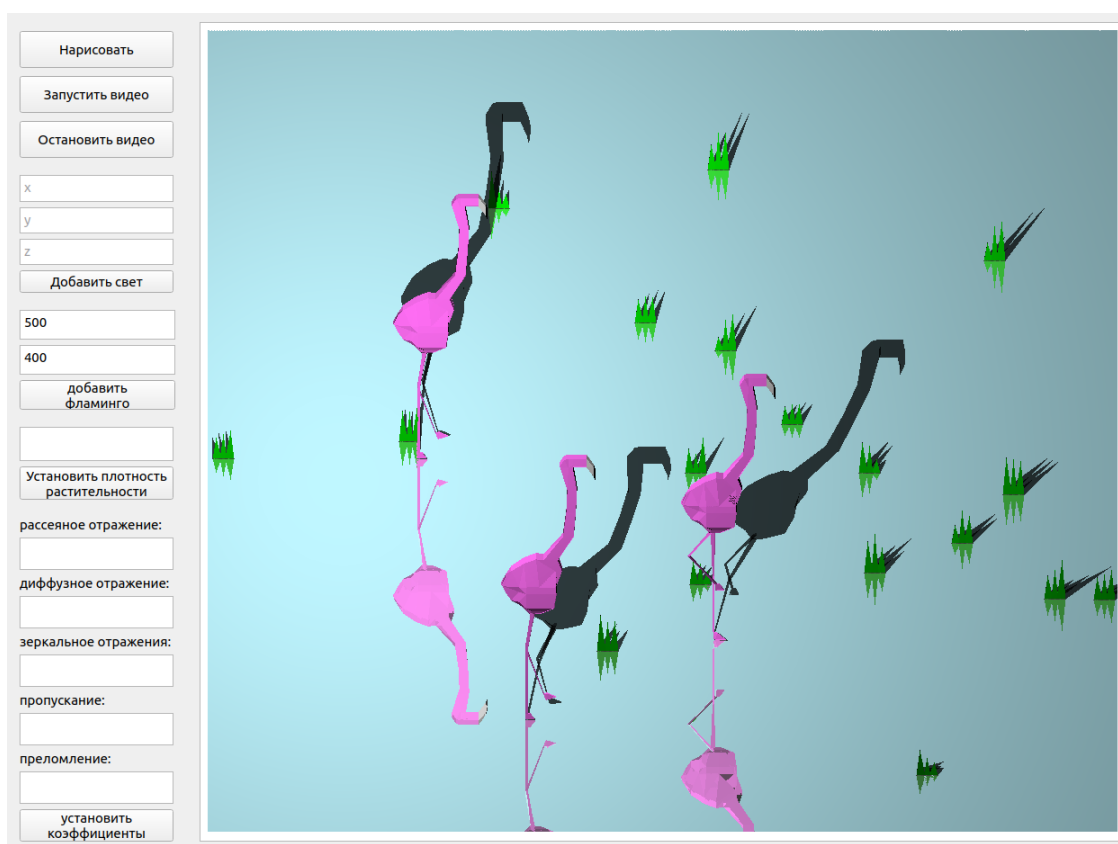 Нарисовать
Запустить видео
Остановить видео
x
y
z
Добавить свет
500
400
добавить
фламинго
Установить плотность
растительности
рассеяное отражение:
диффузное отражение:
зеркальное отражения:
пропускание:
преломление:
установить
коэффициенты